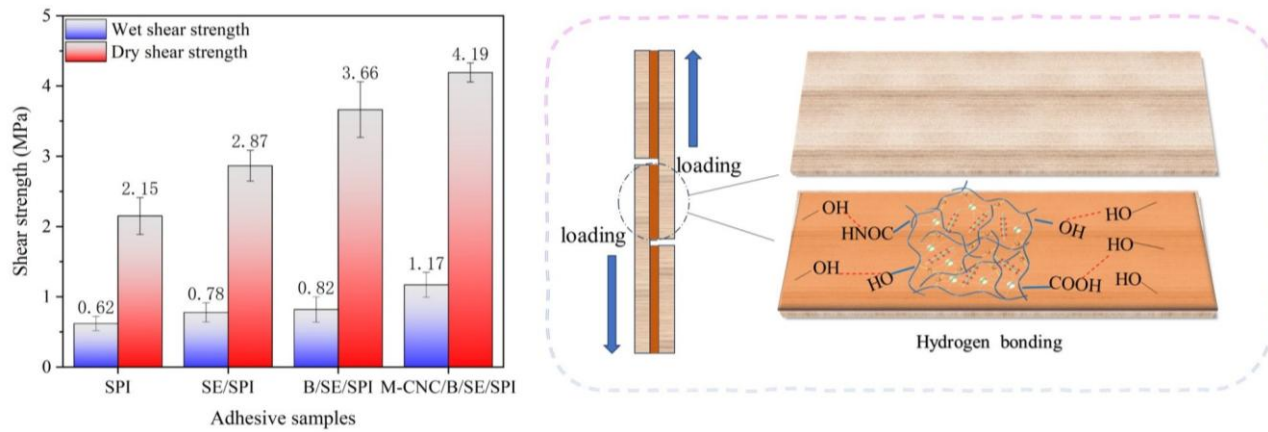 Wet shear strength
Dry shear strength
Shear strength (MPa)
5
4
3
2
1
0
0.62
2.15
0.78
2.87
0.82
3.66
1.17
4.19
SPI
SE/SPI
B/SE/SPI
M-CNC/B/SE/SPI
Adhesive samples
loading
loading
OH
HNOC
OH
HO
OH
HO
HO
COOH
HO
Hydrogen bonding